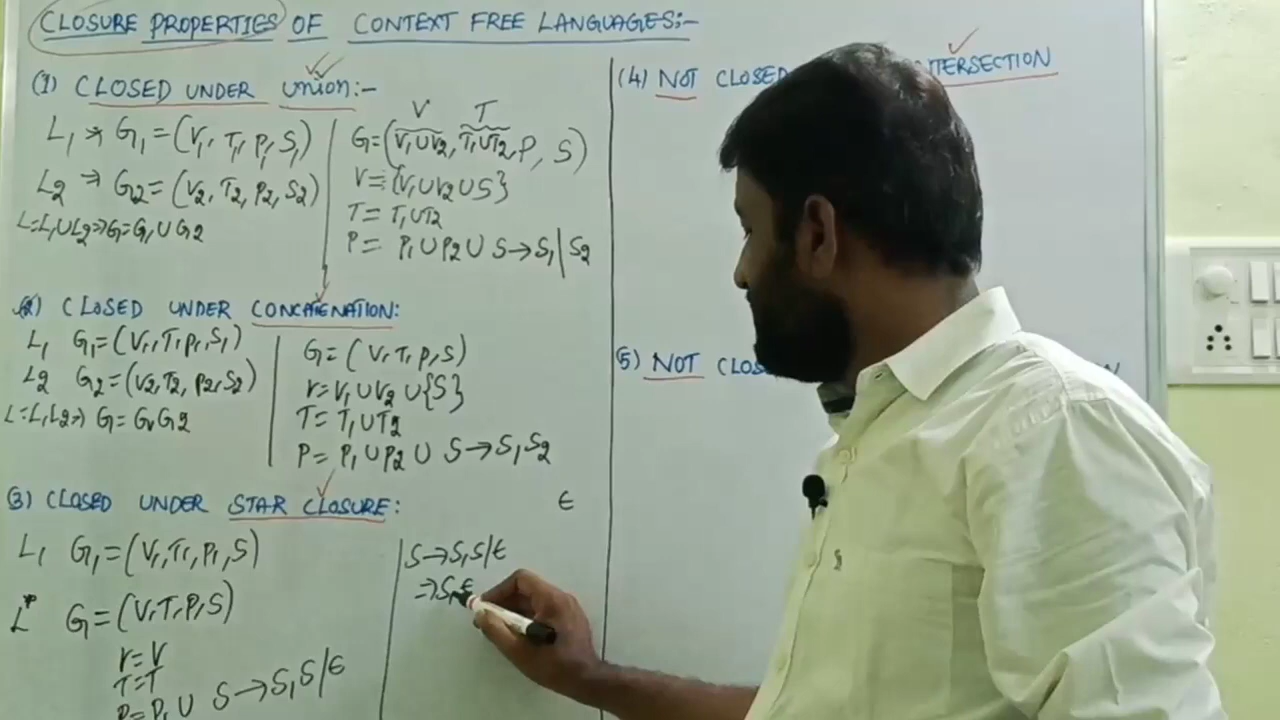 CLOSURE PROPERTIES OF CONTEXT FREE LANGUAGES:-
(1) CLOSED UNDER UNION:-
L1 ⇒ G1=(V1, T1, P1, S1)
L2 ⇒ G2=(V2, T2, P2, S2)
L=L1∪L2⇒G=G1∪G2
V T
G=(V1∪V2, T1∪T2, P, S)
V={V1∪V2∪S}
T=T1∪T2
P= P1∪P2∪ S→S1|S2
(2) CLOSED UNDER CONCATENATION:
L1 G1=(V1,T1,P1,S1)
L2 G2=(V2,T2,P2,S2)
L=L1L2⇒ G=G1G2
G=(V,T,P,S)
V=V1∪V2∪{S}
T=T1∪T2
P=P1∪P2∪ S→S1S2
(3) CLOSED UNDER STAR CLOSURE:
ϵ
L1 G1=(V1,T1,P1,S)
L* G=(V,T,P,S)
V=V
T=T
P=P1∪ S→S1S/ϵ
S→S1S/ϵ
⇒S1ϵ
(4) NOT CLOSED INTERSECTION
(5) NOT